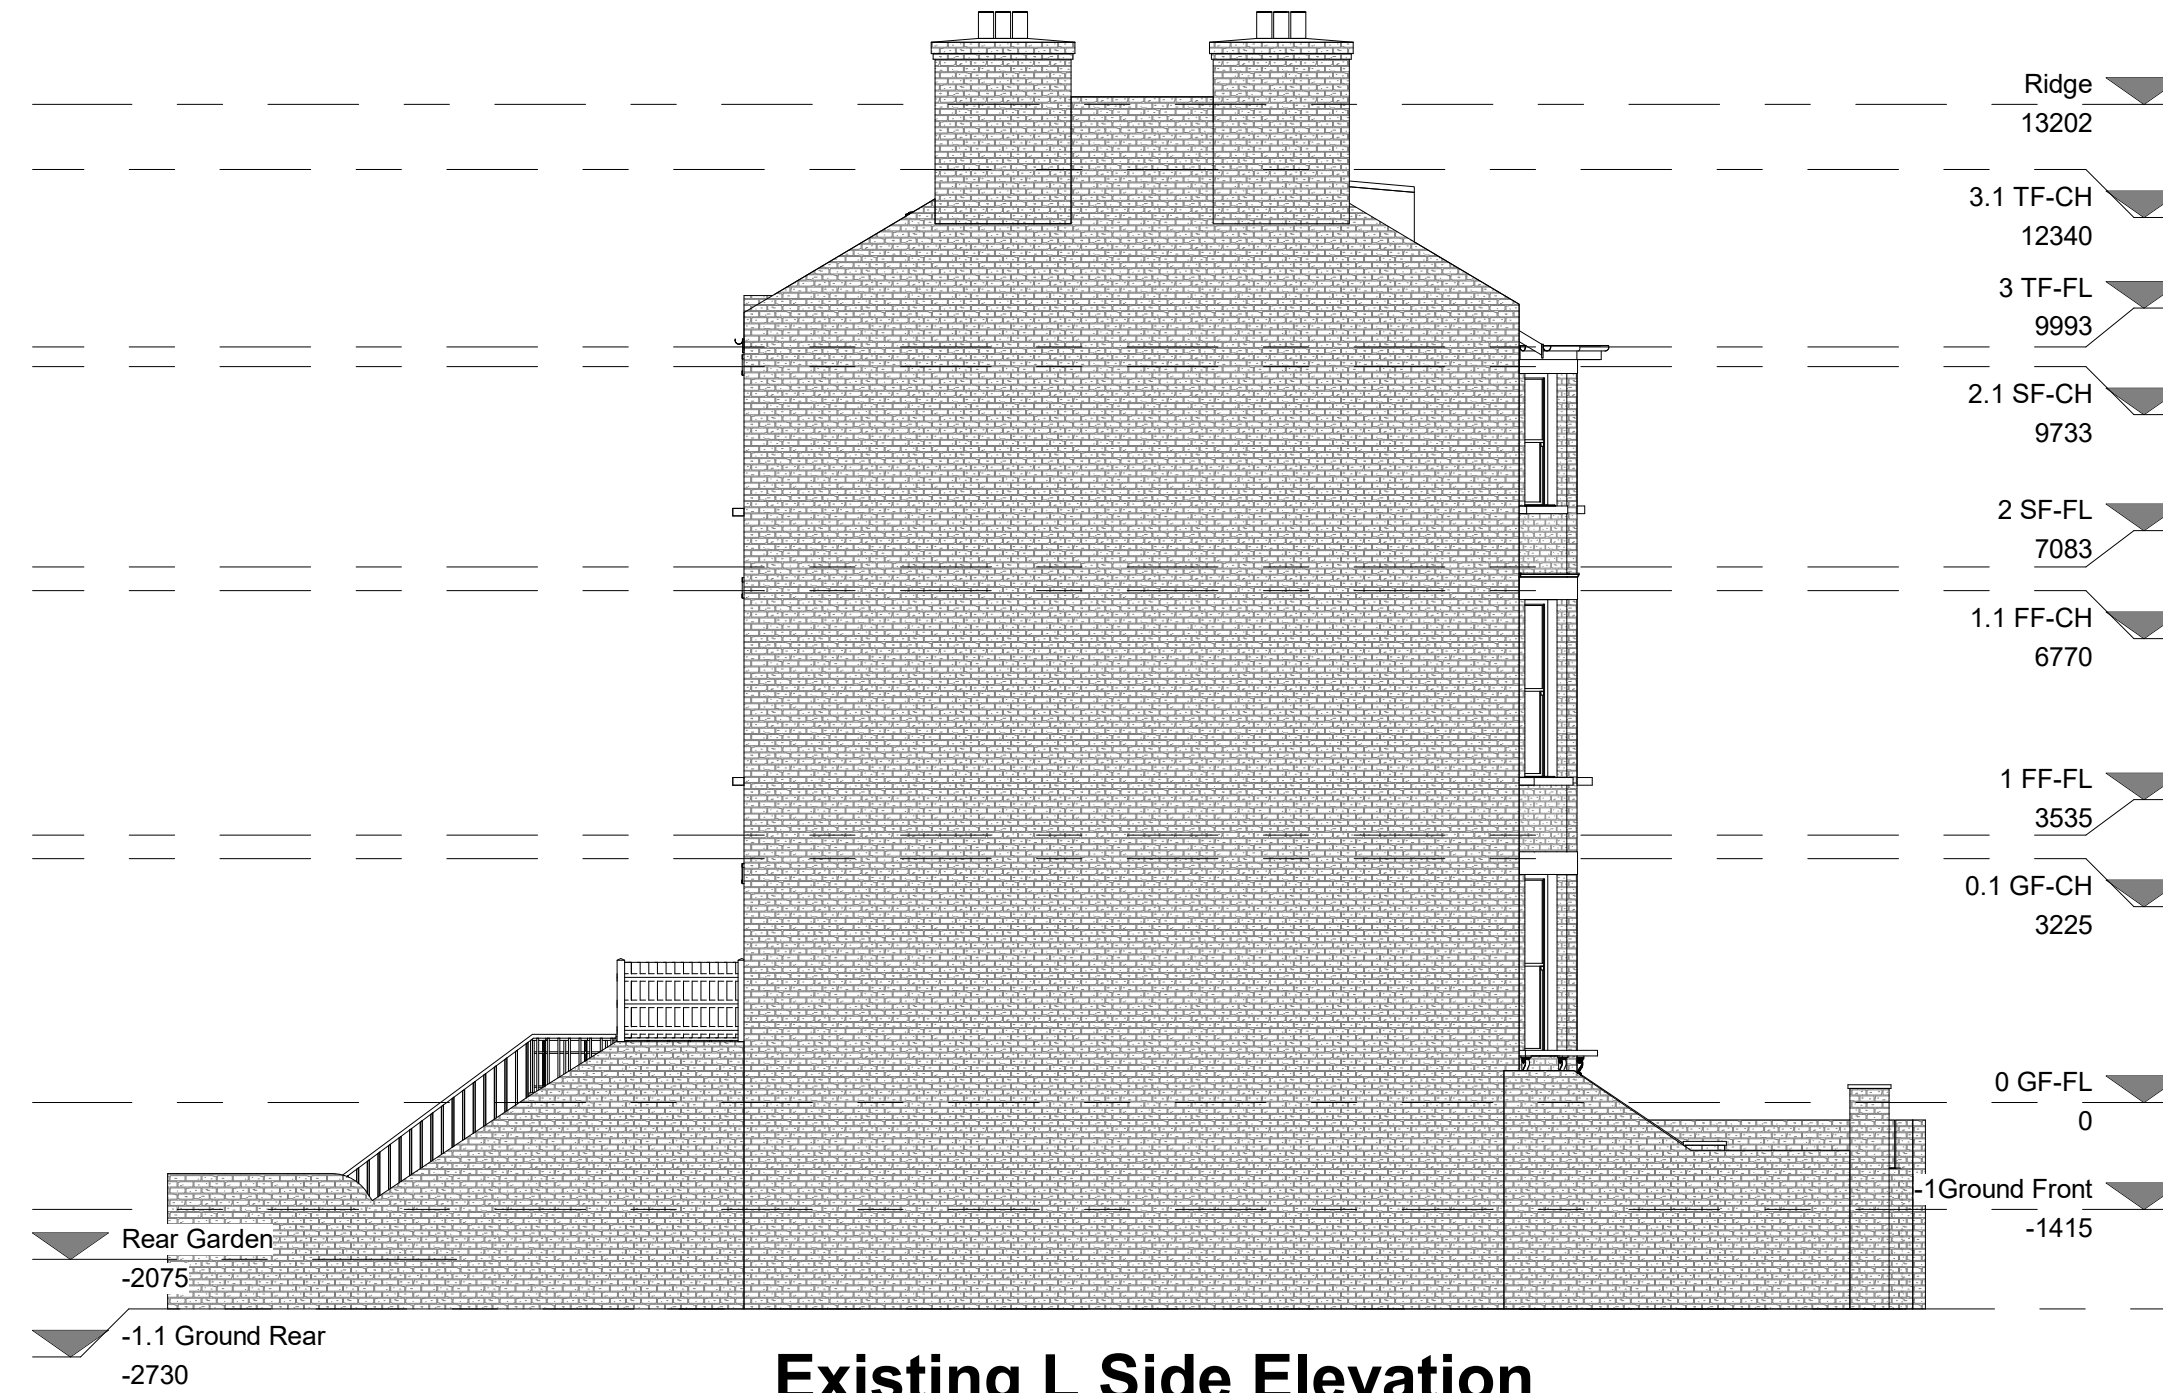 Ridge
13202
3.1 TF-CH
12340
3 TF-FL
9993
2.1 SF-CH
9733
2 SF-FL
7083
1.1 FF-CH
6770
1 FF-FL
3535
0.1 GF-CH
3225
0 GF-FL
0
-1Ground Front
-1415
Rear Garden
-2075
-1.1 Ground Rear
-2730
Existing L Side Elevation